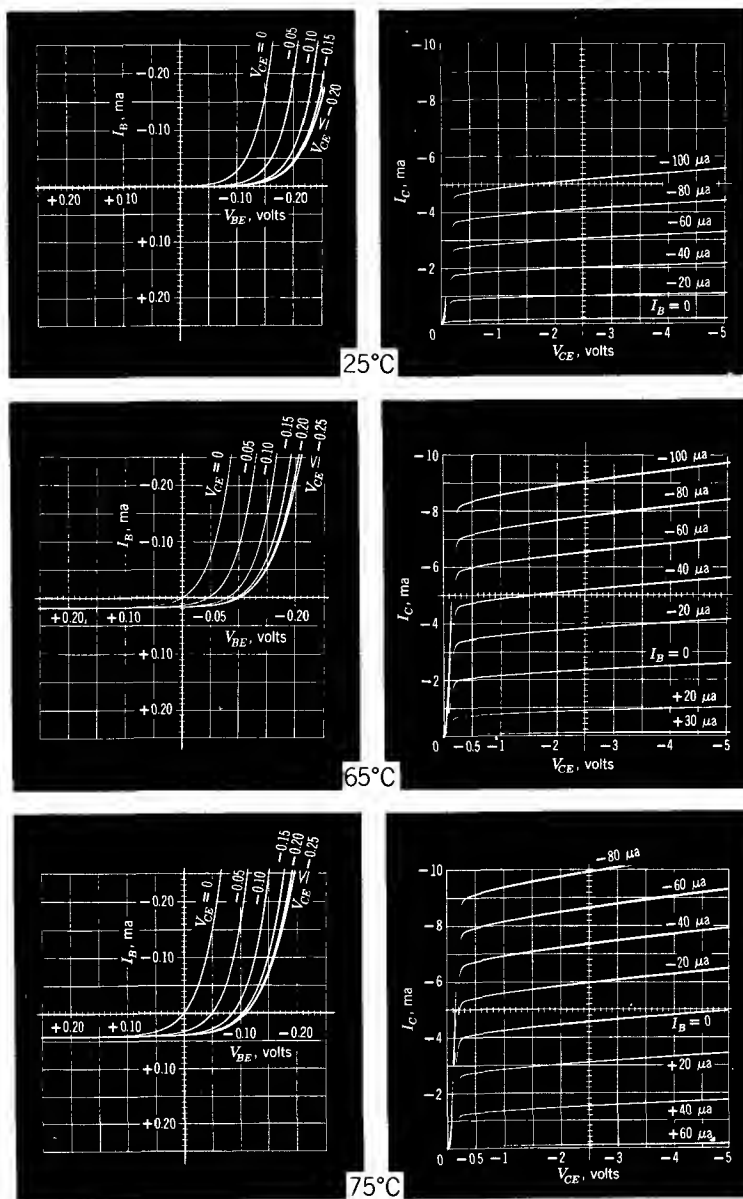 V_CE = 0
−0.05
−0.10
−0.15
V_CE ≤ −0.20
−0.20
I_B, ma
−0.10
+0.20 +0.10 −0.10 −0.20
V_BE, volts
+0.10
+0.20
−10
−8
−6
I_C, ma
−4
−2
0 −1 −2 −3 −4 −5
V_CE, volts
−100 μa
−80 μa
−60 μa
−40 μa
−20 μa
I_B = 0
25°C
V_CE = 0
−0.05
−0.10
−0.15
−0.20
V_CE ≤ −0.25
−0.20
I_B, ma
−0.10
+0.20 +0.10 −0.05 −0.20
V_BE, volts
+0.10
+0.20
−10
−8
−6
I_C, ma
−4
−2
0 −0.5 −1 −2 −3 −4 −5
V_CE, volts
−100 μa
−80 μa
−60 μa
−40 μa
−20 μa
I_B = 0
+20 μa
+30 μa
65°C
V_CE = 0
−0.05
−0.10
−0.15
−0.20
V_CE ≤ −0.25
−0.20
I_B, ma
−0.10
+0.20 +0.10 −0.10 −0.20
V_BE, volts
+0.10
+0.20
−10
−8
−6
I_C, ma
−4
−2
0 −0.5 −1 −2 −3 −4 −5
V_CE, volts
−80 μa
−60 μa
−40 μa
−20 μa
I_B = 0
+20 μa
+40 μa
+60 μa
75°C